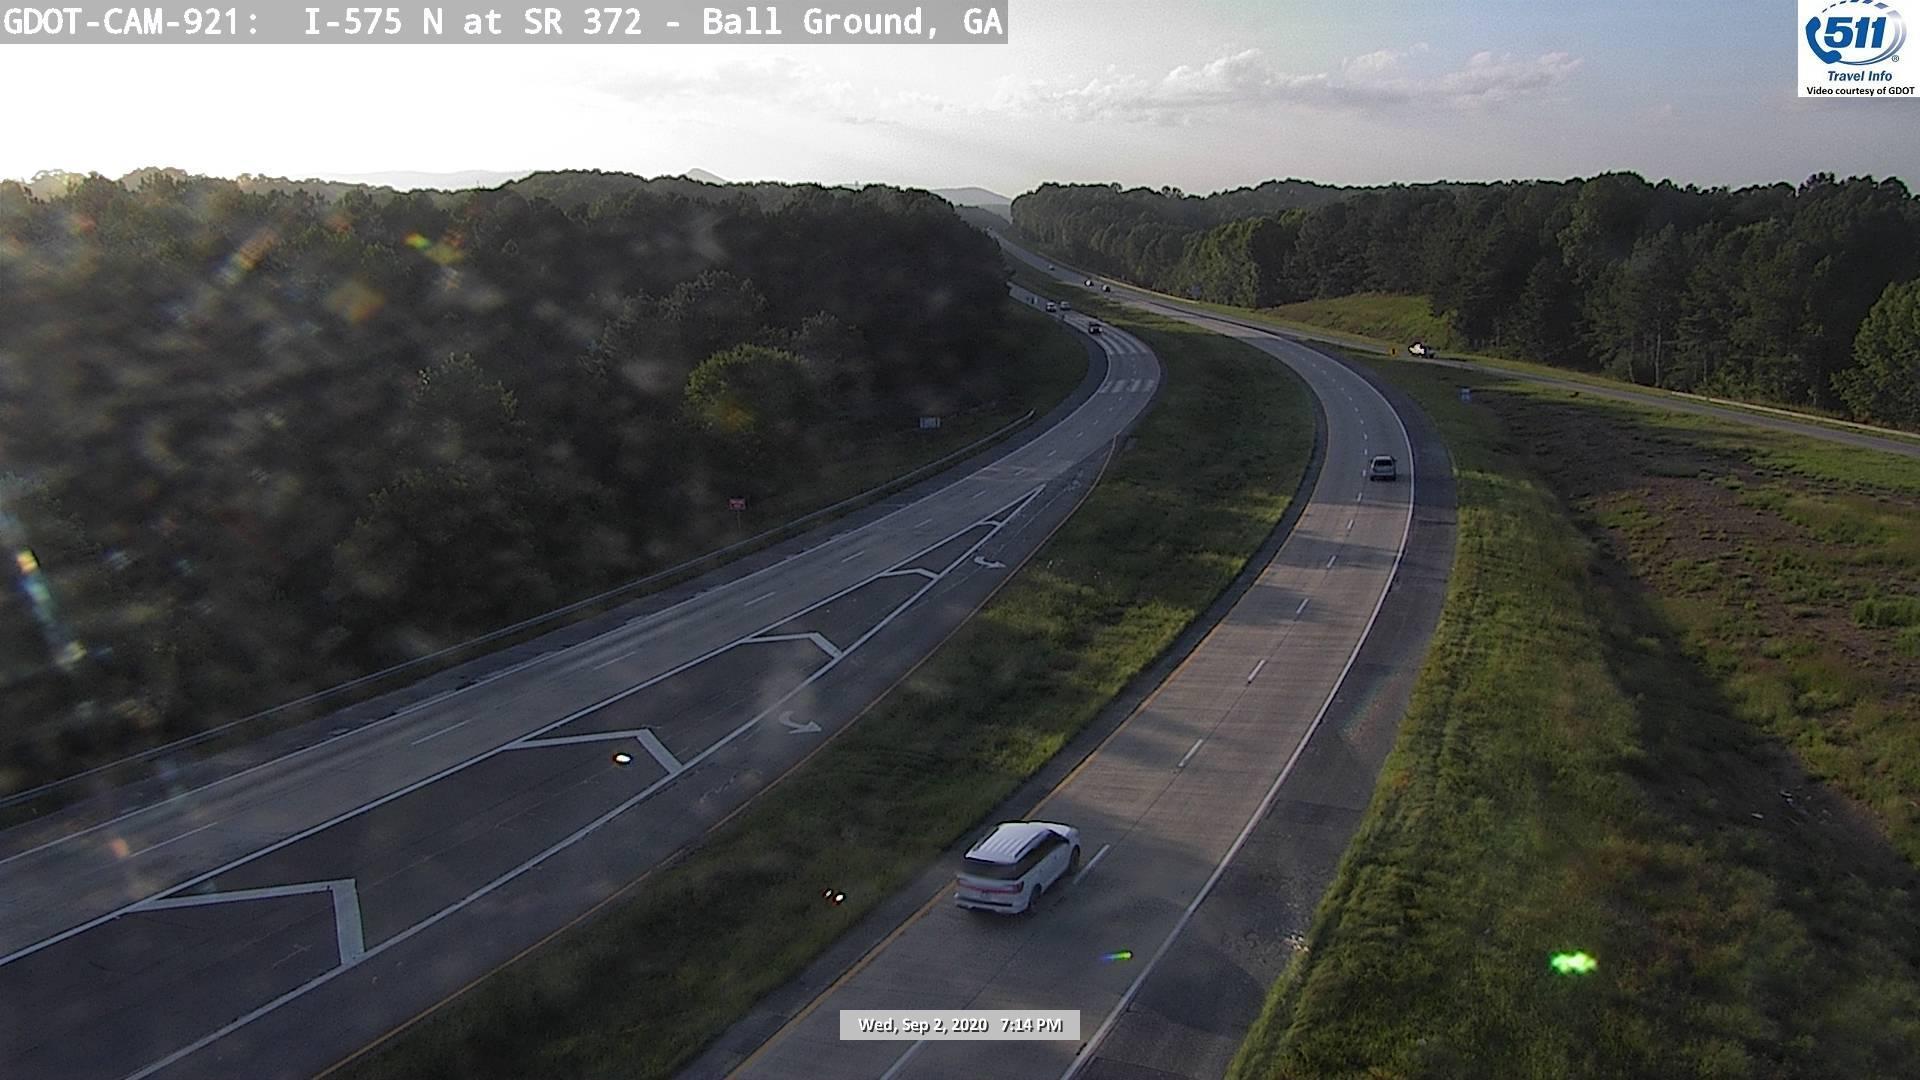 GDOT-CAM-921: I-575 N at SR 372 - Ball Ground, GA
511
Travel Info
Video courtesy of GDOT
Wed, Sep 2, 2020 7:14 PM